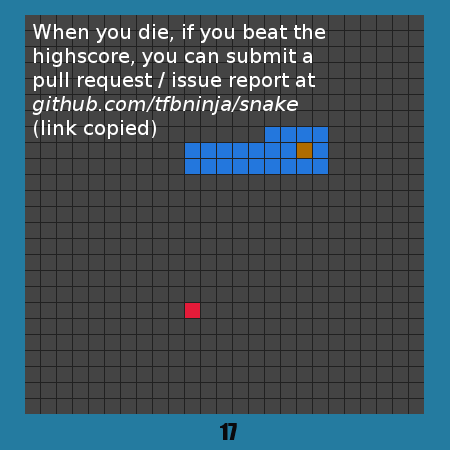 When you die, if you beat the
highscore, you can submit a
pull request / issue report at
github.com/tfbninja/snake
(link copied)
17